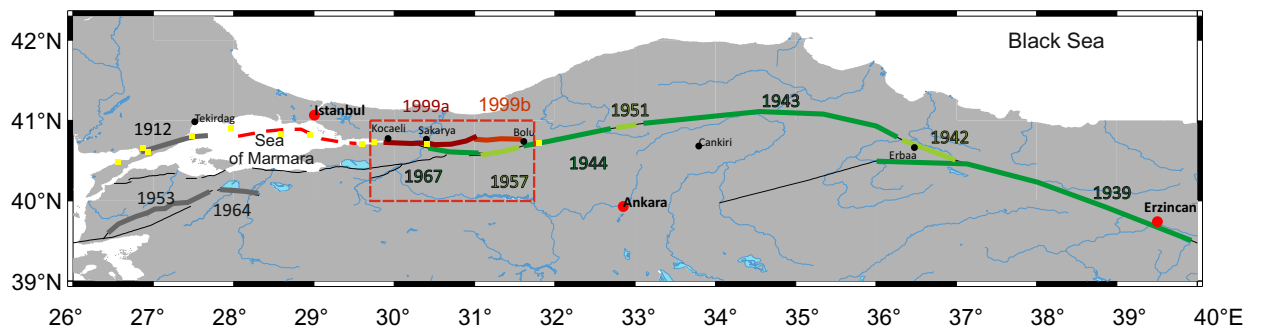 42°N
Black Sea
41°N
40°N
39°N
Istanbul
Tekirdag
1912
Sea
of Marmara
1953
1964
1999a
1999b
Kocaeli
Sakarya
Bolu
1967
1957
1951
1943
1944
Cankiri
1942
Erbaa
1939
Ankara
Erzincan
26°
27°
28°
29°
30°
31°
32°
33°
34°
35°
36°
36°
38°
39°
40°E